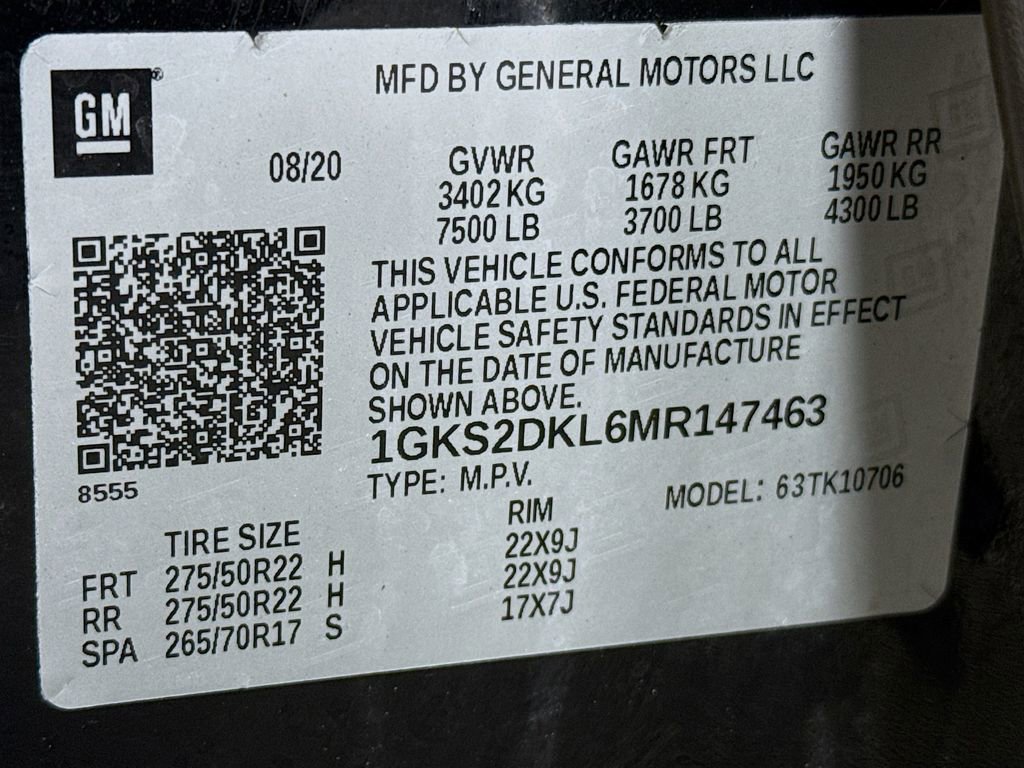 GM®
MFD BY GENERAL MOTORS LLC
08/20
GVWR GAWR FRT GAWR RR
3402 KG 1678 KG 1950 KG
7500 LB 3700 LB 4300 LB
THIS VEHICLE CONFORMS TO ALL
APPLICABLE U.S. FEDERAL MOTOR
VEHICLE SAFETY STANDARDS IN EFFECT
ON THE DATE OF MANUFACTURE
SHOWN ABOVE.
1GKS2DKL6MR147463
8555
TYPE: M.P.V. MODEL: 63TK10706
TIRE SIZE RIM
FRT 275/50R22 H 22X9J
RR 275/50R22 H 22X9J
SPA 265/70R17 S 17X7J